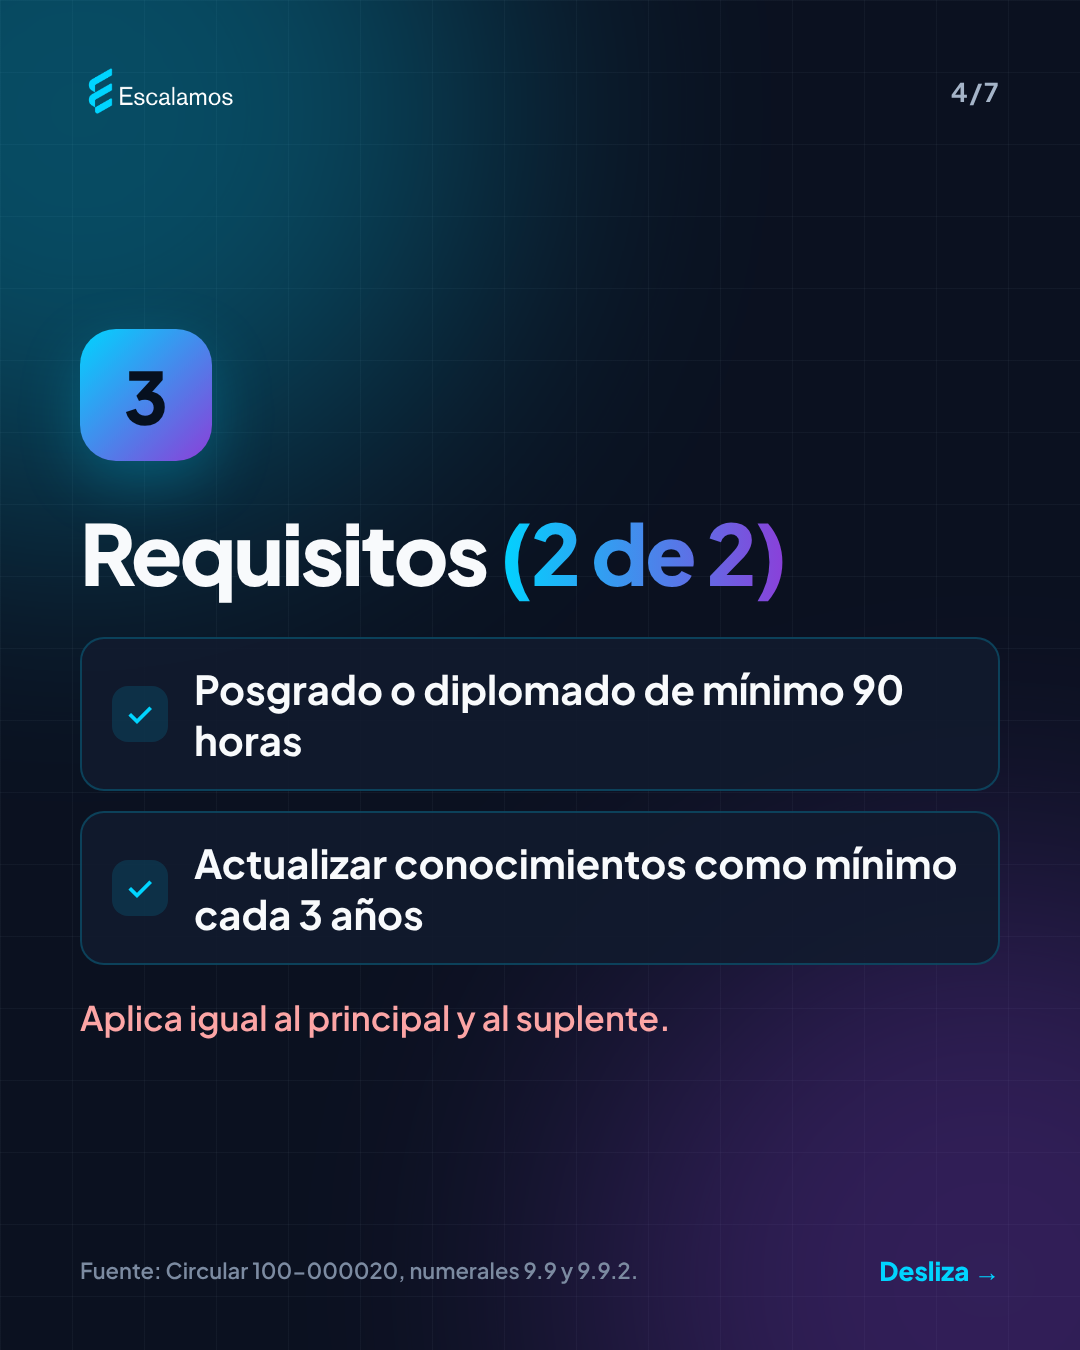 Escalamos
4/7
3
Requisitos (2 de 2)
Posgrado o diplomado de mínimo 90
horas
Actualizar conocimientos como mínimo
cada 3 años
Aplica igual al principal y al suplente.
Fuente: Circular 100-000020, numerales 9.9 y 9.9.2.
Desliza →